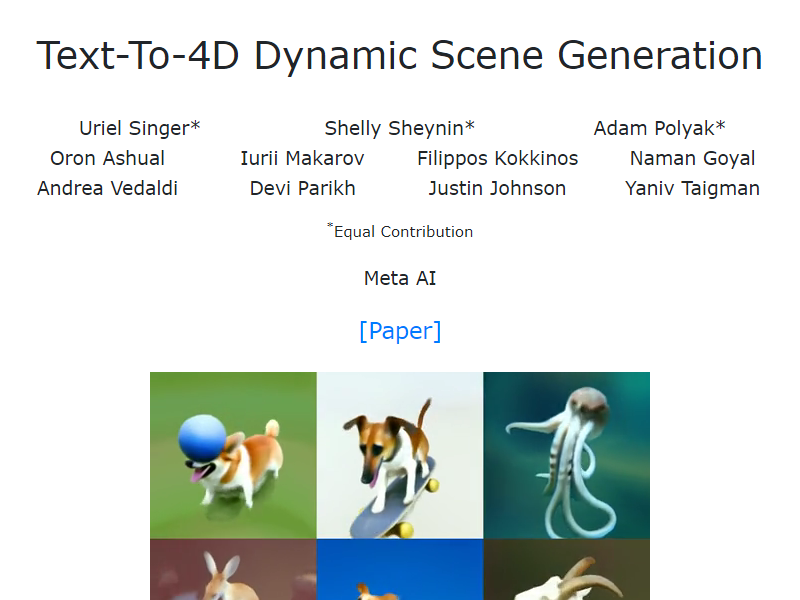 Text-To-4D Dynamic Scene Generation
Uriel Singer* Shelly Sheynin* Adam Polyak*
Oron Ashual Iurii Makarov Filippos Kokkinos Naman Goyal
Andrea Vedaldi Devi Parikh Justin Johnson Yaniv Taigman
*Equal Contribution
Meta AI
[Paper]